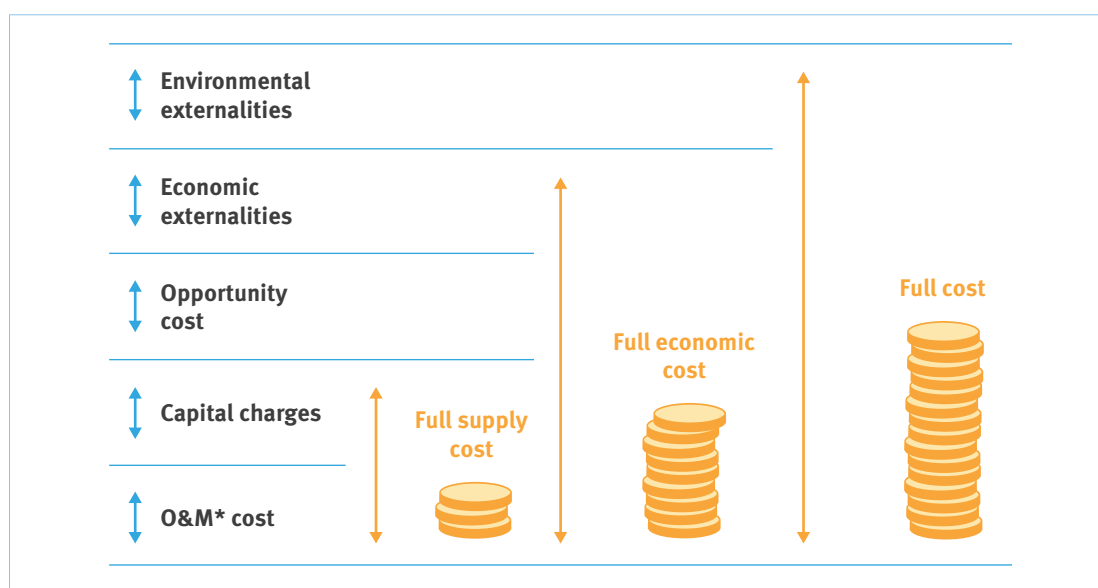 Environmental
externalities
Economic
externalities
Opportunity
cost
Capital charges
O&M* cost
Full supply
cost
Full economic
cost
Full cost